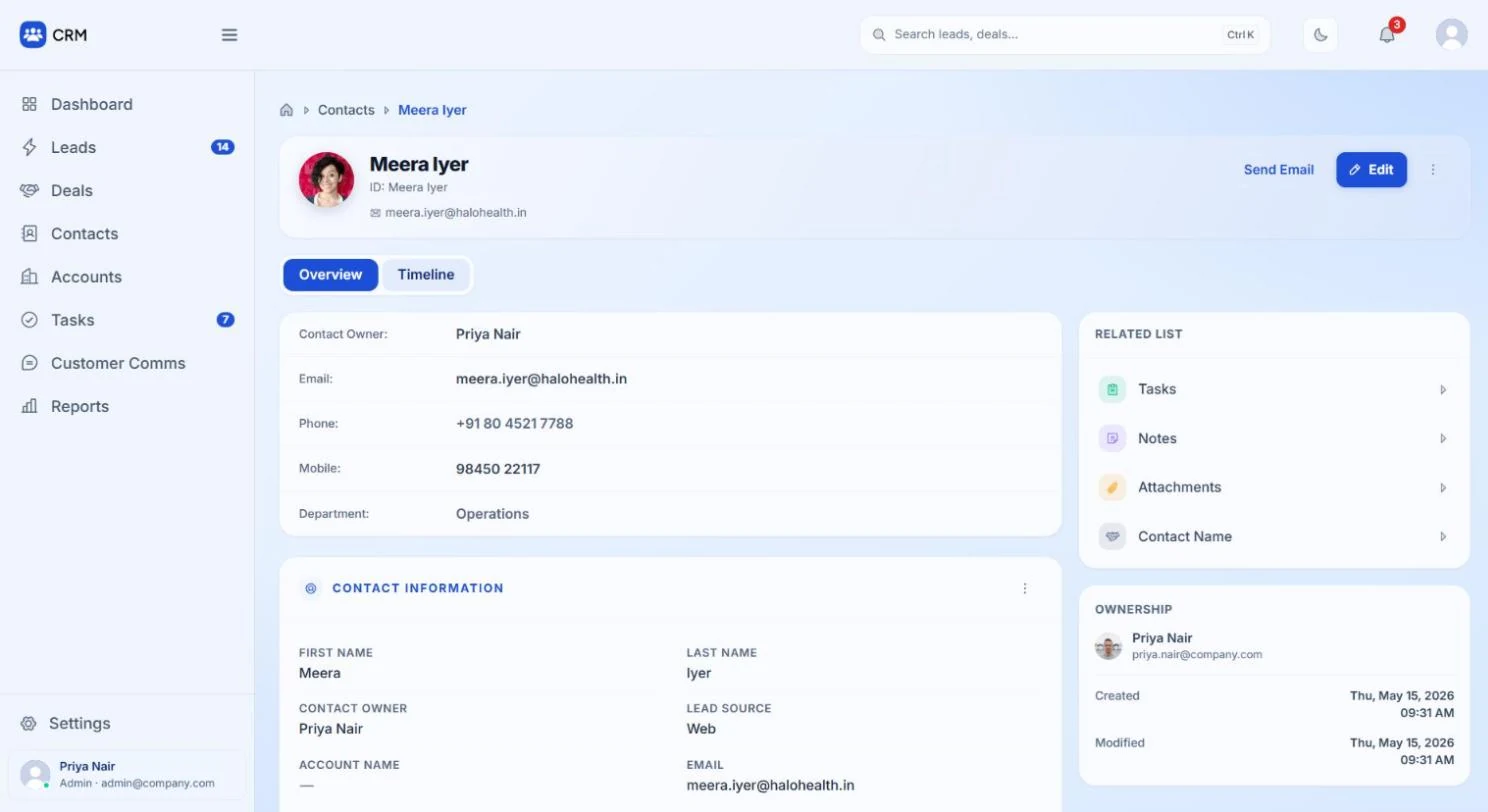 CRM
Search leads, deals...
Ctrl K
3
Dashboard
Leads
14
Deals
Contacts
Accounts
Tasks
7
Customer Comms
Reports
Settings
Priya Nair
Admin · admin@company.com
Contacts
Meera Iyer
Meera Iyer
ID: Meera Iyer
meera.iyer@halohealth.in
Send Email
Edit
Overview
Timeline
Contact Owner: Priya Nair
Email: meera.iyer@halohealth.in
Phone: +91 80 4521 7788
Mobile: 98450 22117
Department: Operations
CONTACT INFORMATION
FIRST NAME
Meera
LAST NAME
Iyer
CONTACT OWNER
Priya Nair
LEAD SOURCE
Web
ACCOUNT NAME
—
EMAIL
meera.iyer@halohealth.in
RELATED LIST
Tasks
Notes
Attachments
Contact Name
OWNERSHIP
Priya Nair
priya.nair@company.com
Created Thu, May 15, 2026
09:31 AM
Modified Thu, May 15, 2026
09:31 AM